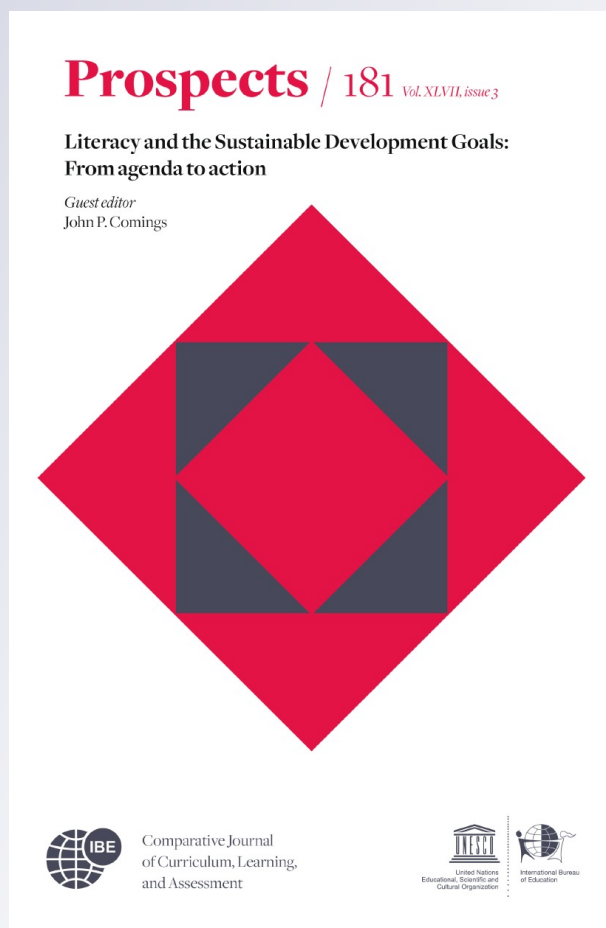 Prospects / 181 Vol. XLVII, issue 3
Literacy and the Sustainable Development Goals:
From agenda to action
Guest editor
John P. Comings
IBE
Comparative Journal
of Curriculum, Learning,
and Assessment
UNESCO
United Nations
Educational, Scientific and
Cultural Organization
International Bureau
of Education